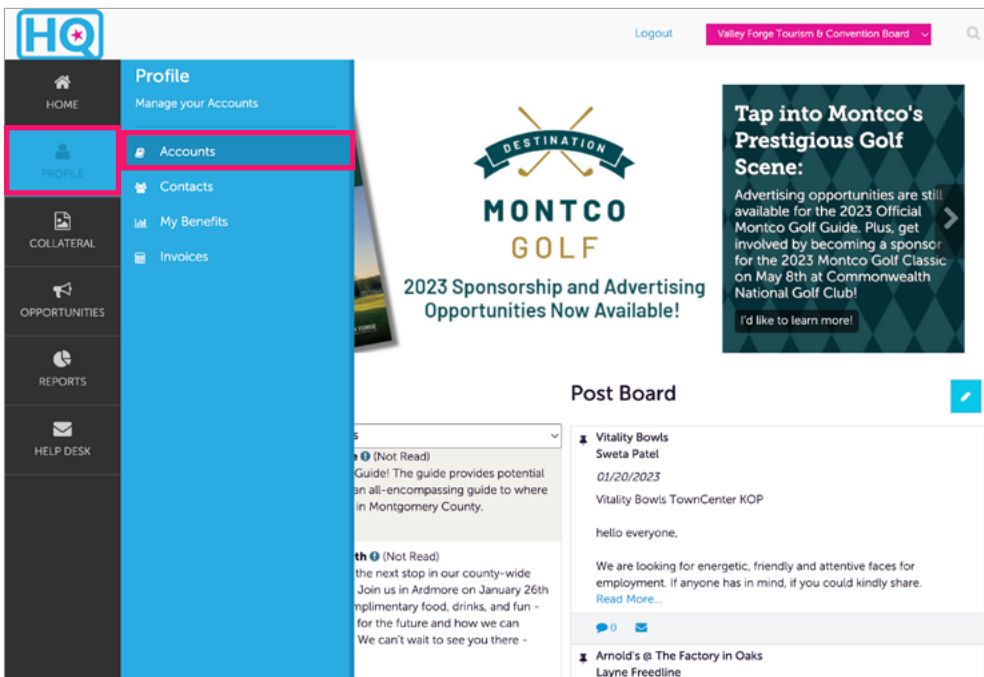 HQ
Logout
Valley Forge Tourism & Convention Board
HOME
PROFILE
COLLATERAL
OPPORTUNITIES
REPORTS
HELP DESK
Profile
Manage your Accounts
Accounts
Contacts
My Benefits
Invoices
DESTINATION
MONTCO
GOLF
2023 Sponsorship and Advertising
Opportunities Now Available!
Tap into Montco's
Prestigious Golf
Scene:
Advertising opportunities are still
available for the 2023 Official
Montco Golf Guide. Plus, get
involved by becoming a sponsor
for the 2023 Montco Golf Classic
on May 8th at Commonwealth
National Golf Club!
I'd like to learn more!
(Not Read)
Guide! The guide provides potential
an all-encompassing guide to where
in Montgomery County.
th (Not Read)
the next stop in our county-wide
Join us in Ardmore on January 26th
mplimentary food, drinks, and fun -
for the future and how we can
We can't wait to see you there -
Post Board
Vitality Bowls
Sweta Patel
01/20/2023
Vitality Bowls TownCenter KOP
hello everyone,
We are looking for energetic, friendly and attentive faces for
employment. If anyone has in mind, if you could kindly share.
Read More...
0
Arnold's @ The Factory in Oaks
Layne Freedline